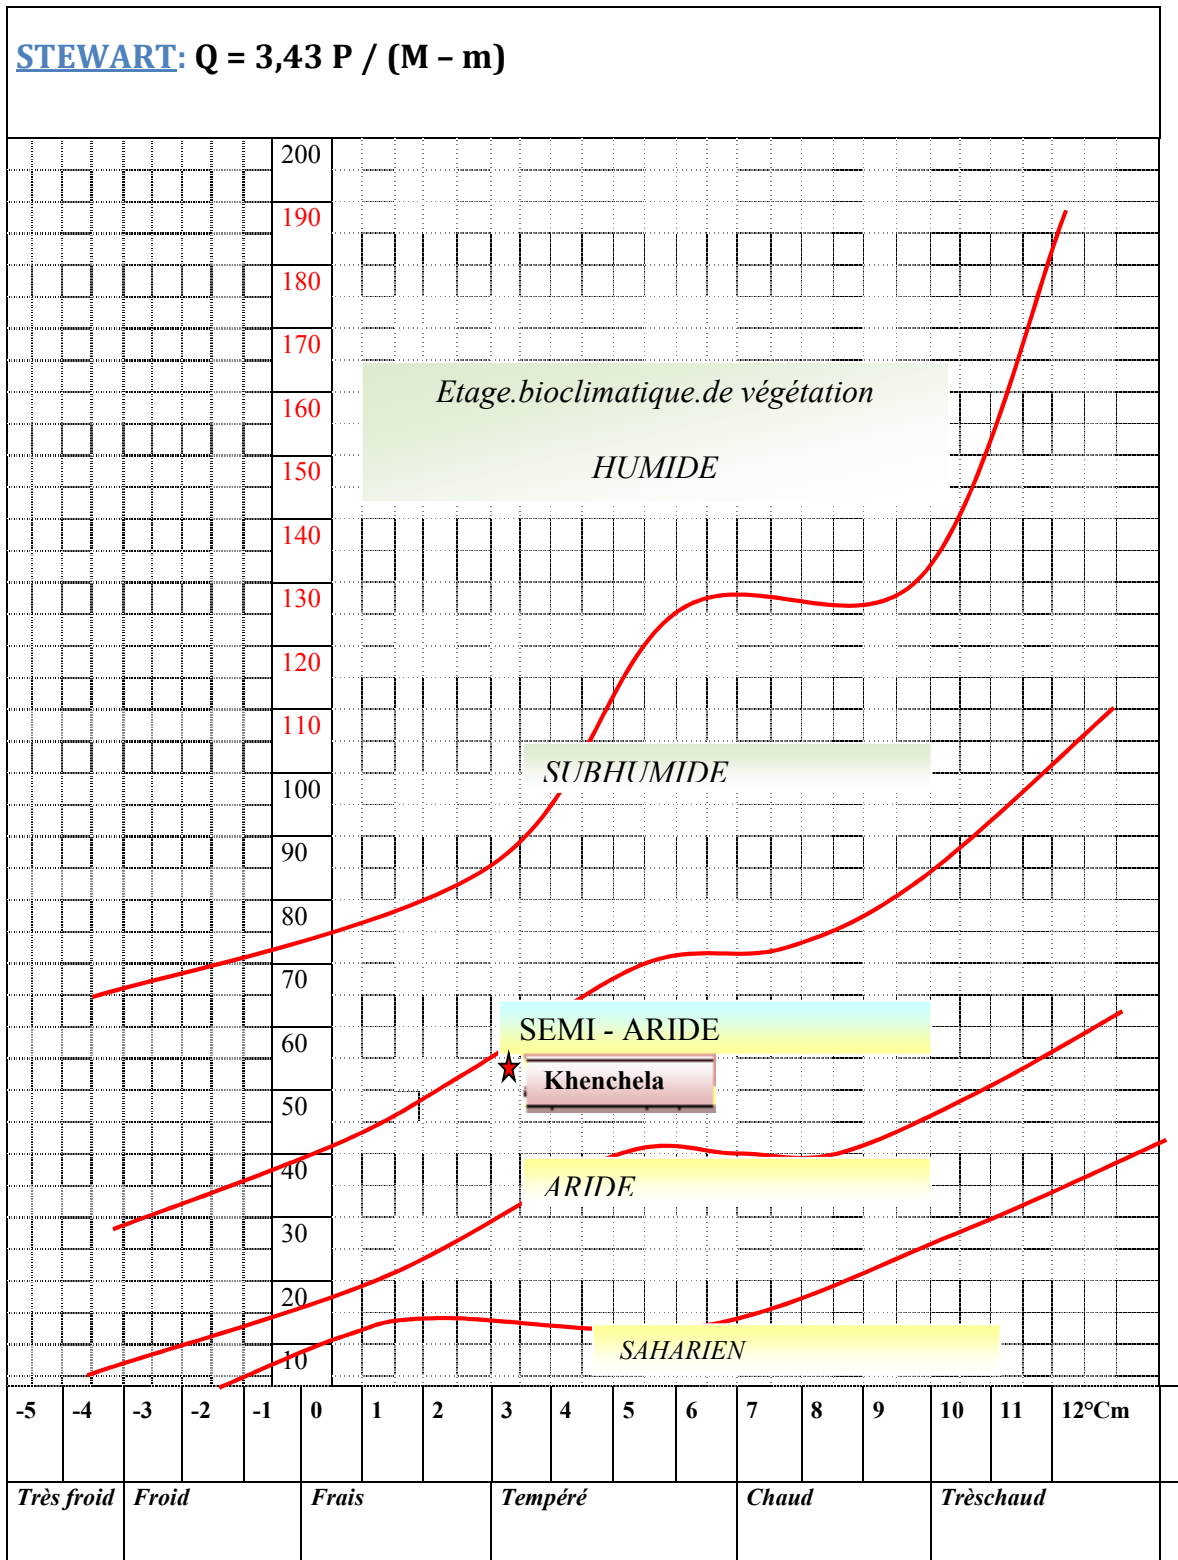 STEWART: Q = 3,43 P / (M – m)
200
190
180
170
Etage.bioclimatique.de végétation
160
HUMIDE
150
140
130
120
110
SUBHUMIDE
100
90
80
70
SEMI - ARIDE
60
Khenchela
50
40
ARIDE
30
20
SAHARIEN
10
-5 -4 -3 -2 -1 0 1 2 3 4 5 6 7 8 9 10 11 12°Cm
Très froid Froid Frais Tempéré Chaud Trèschaud